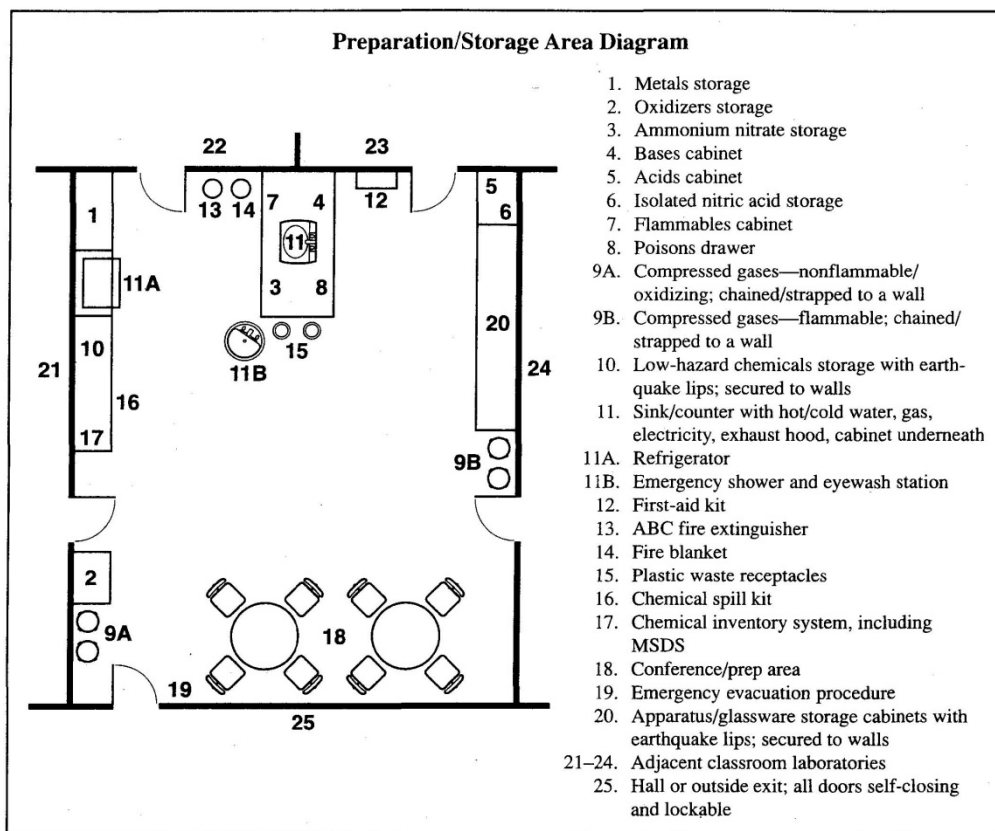 Preparation/Storage Area Diagram
22
23
13
14
7
4
12
5
6
1
11
11A
3
8
15
11B
10
20
21
24
16
17
9B
2
9A
18
19
25
1. Metals storage
2. Oxidizers storage
3. Ammonium nitrate storage
4. Bases cabinet
5. Acids cabinet
6. Isolated nitric acid storage
7. Flammables cabinet
8. Poisons drawer
9A. Compressed gases—nonflammable/
oxidizing; chained/strapped to a wall
9B. Compressed gases—flammable; chained/
strapped to a wall
10. Low-hazard chemicals storage with earth-
quake lips; secured to walls
11. Sink/counter with hot/cold water, gas,
electricity, exhaust hood, cabinet underneath
11A. Refrigerator
11B. Emergency shower and eyewash station
12. First-aid kit
13. ABC fire extinguisher
14. Fire blanket
15. Plastic waste receptacles
16. Chemical spill kit
17. Chemical inventory system, including
MSDS
18. Conference/prep area
19. Emergency evacuation procedure
20. Apparatus/glassware storage cabinets with
earthquake lips; secured to walls
21–24. Adjacent classroom laboratories
25. Hall or outside exit; all doors self-closing
and lockable